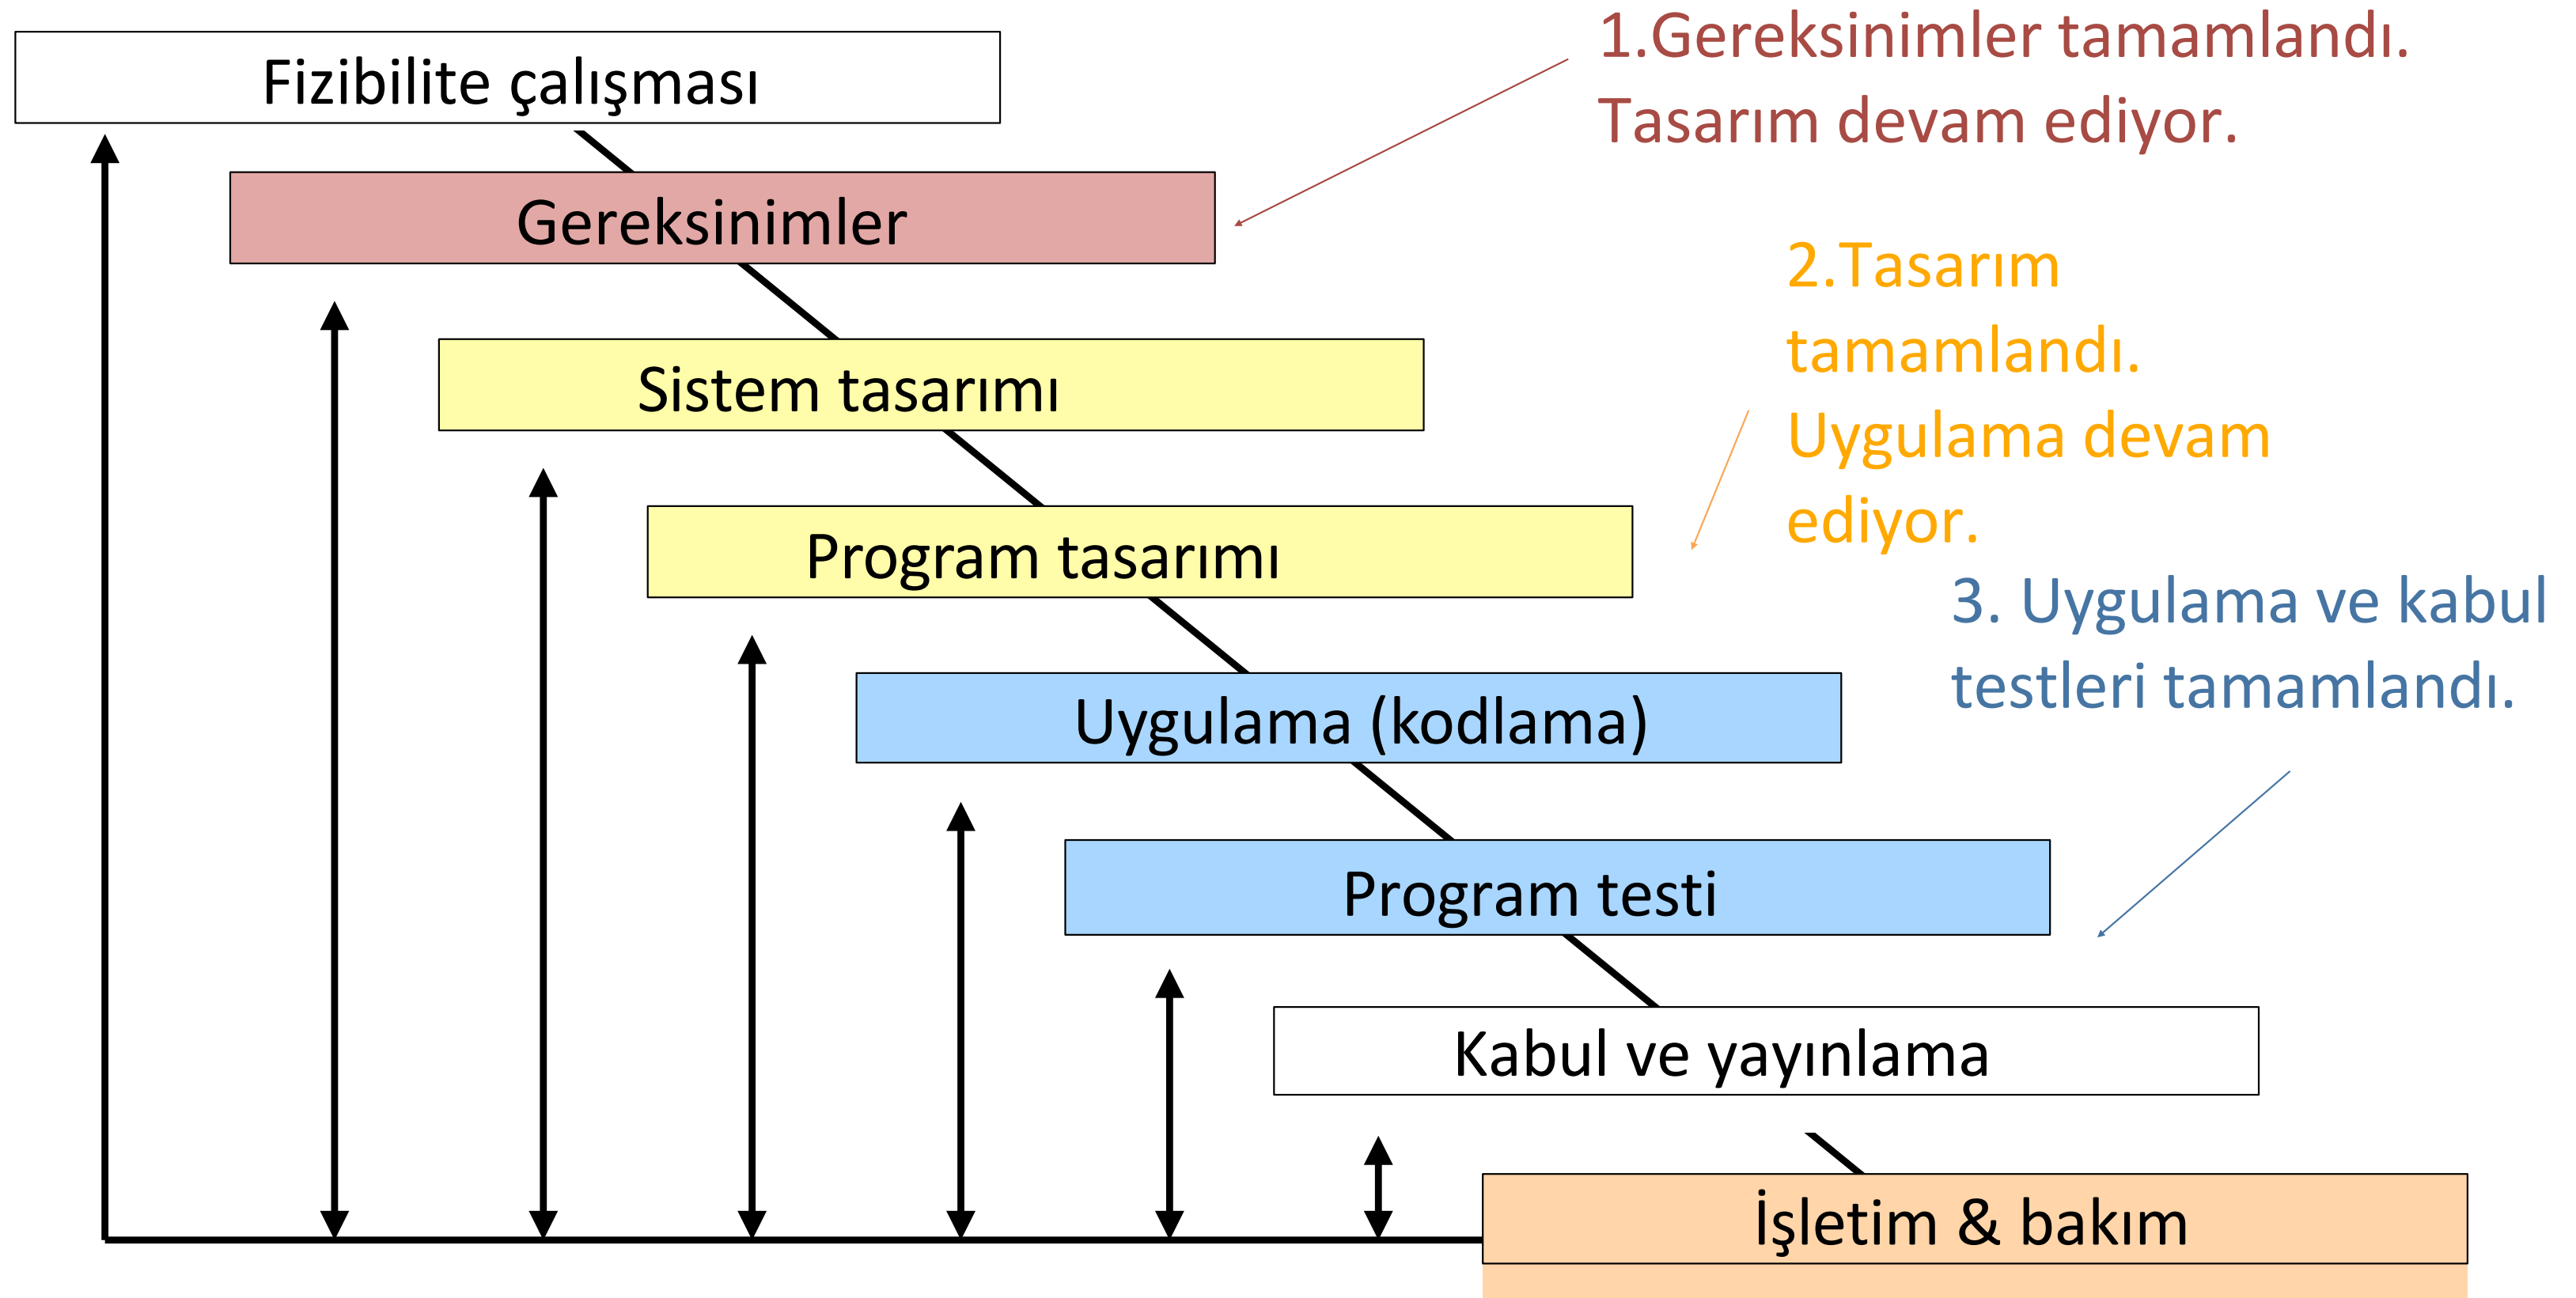 1.Gereksinimler tamamlandı.
Tasarım devam ediyor.
Fizibilite çalışması
Gereksinimler
2.Tasarım
tamamlandı.
Uygulama devam
ediyor.
Sistem tasarımı
Program tasarımı
3. Uygulama ve kabul
testleri tamamlandı.
Uygulama (kodlama)
Program testi
Kabul ve yayınlama
İşletim & bakım